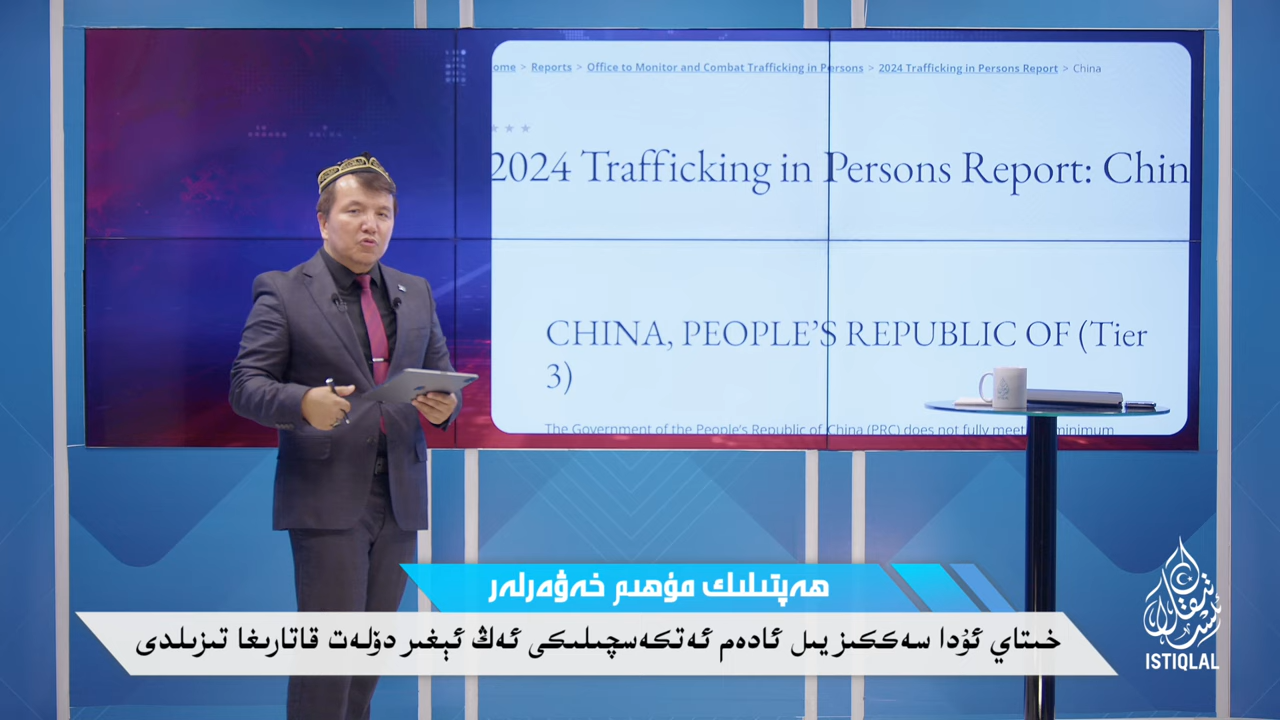 ome > Reports > Office to Monitor and Combat Trafficking in Persons > 2024 Trafficking in Persons Report > China
2024 Trafficking in Persons Report: Chin
CHINA, PEOPLE'S REPUBLIC OF (Tier
3)
The Government of the People's Republic of China (PRC) does not fully meet minimum
ھەپتىلىك مۇھىم خەۋەرلەر
خىتاي ئۇدا سەككىز يىل ئادەم ئەتكەسچىلىكى ئەڭ ئېغىر دۆلەت قاتارىغا تىزىلدى
ISTIQLAL